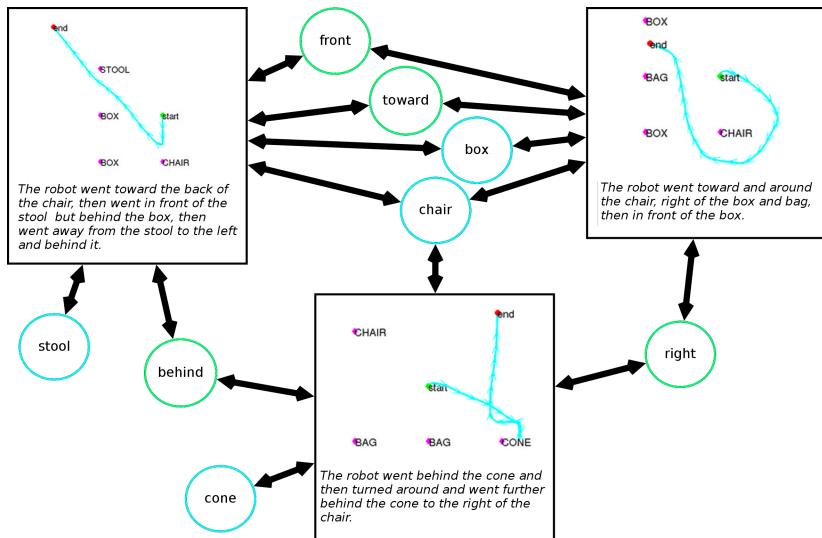 end
STOOL
BOX
start
BOX
CHAIR
The robot went toward the back of
the chair, then went in front of the
stool but behind the box, then
went away from the stool to the left
and behind it.
front
toward
box
chair
BOX
end
BAG
start
BOX
CHAIR
The robot went toward and around
the chair, right of the box and bag,
then in front of the box.
stool
behind
right
cone
end
CHAIR
start
BAG
BAG
CONE
The robot went behind the cone and
then turned around and went further
behind the cone to the right of the
chair.